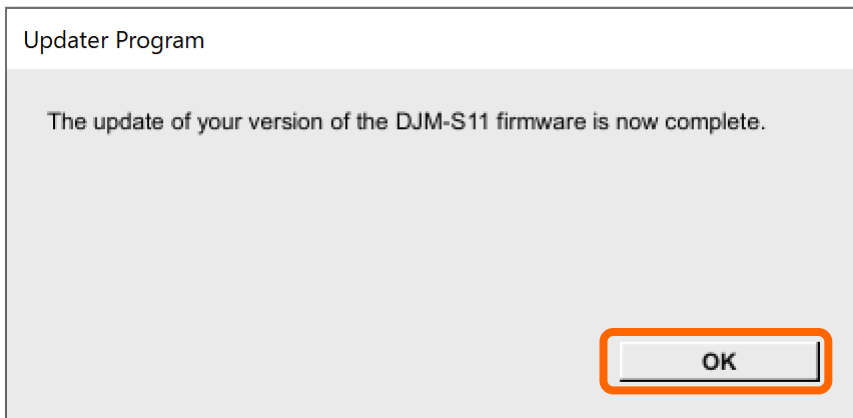 Updater Program
The update of your version of the DJM-S11 firmware is now complete.
OK